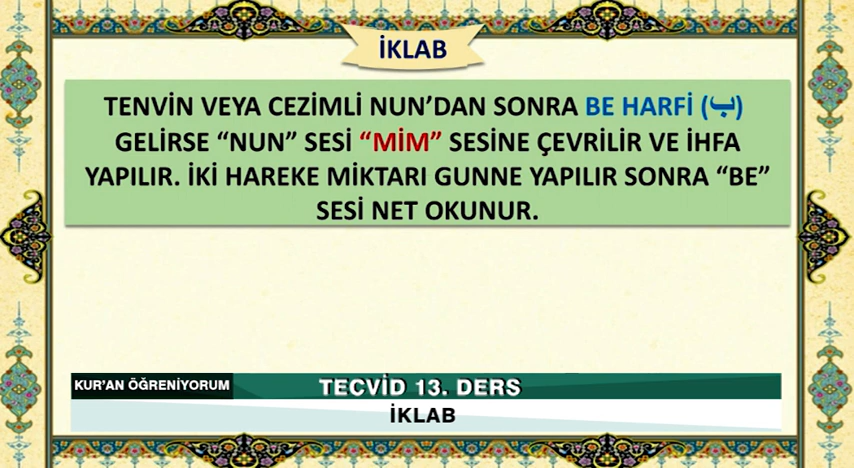 İKLAB
TENVİN VEYA CEZİMLİ NUN’DAN SONRA BE HARFİ (ب)
GELİRSE “NUN” SESİ “MİM” SESİNE ÇEVRİLİR VE İHFA
YAPILIR. İKİ HAREKE MİKTARI GUNNE YAPILIR SONRA “BE”
SESİ NET OKUNUR.
KUR’AN ÖĞRENİYORUM
TECVİD 13. DERS
İKLAB